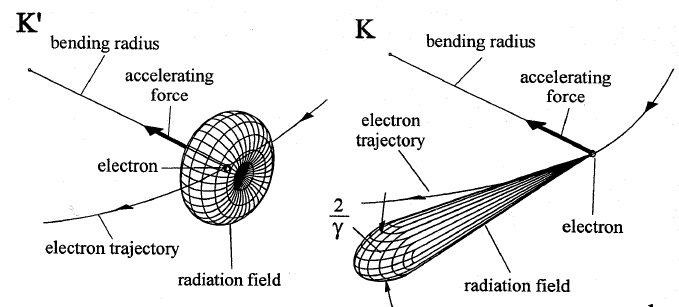 K'
bending radius
accelerating
force
electron
electron trajectory
radiation field
K
bending radius
accelerating
force
electron
trajectory
2
γ
electron
radiation field